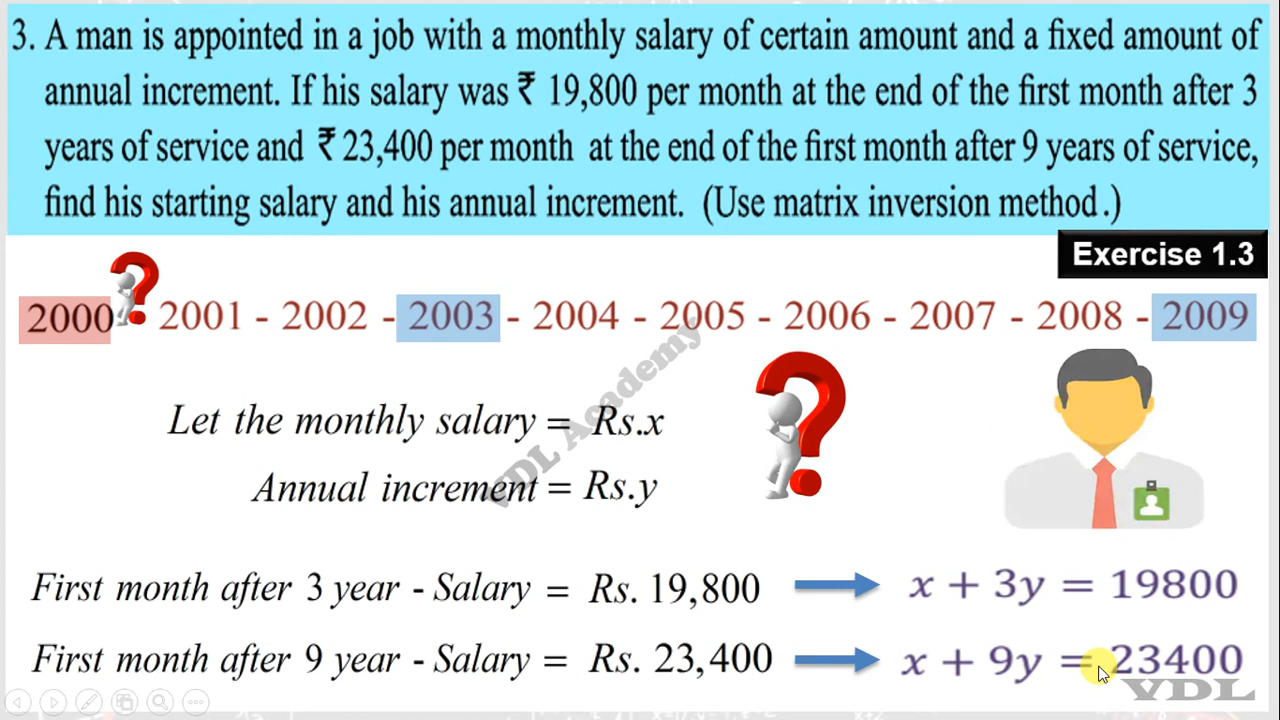 3. A man is appointed in a job with a monthly salary of certain amount and a fixed amount of
annual increment. If his salary was ₹ 19,800 per month at the end of the first month after 3
years of service and ₹ 23,400 per month at the end of the first month after 9 years of service,
find his starting salary and his annual increment. (Use matrix inversion method.)
Exercise 1.3
2000 2001 - 2002 - 2003 - 2004 - 2005 - 2006 - 2007 - 2008 - 2009
Let the monthly salary = Rs.x
Annual increment = Rs.y
VDL Academy
First month after 3 year - Salary = Rs. 19,800 x + 3y = 19800
First month after 9 year - Salary = Rs. 23,400 x + 9y = 23400
VDL